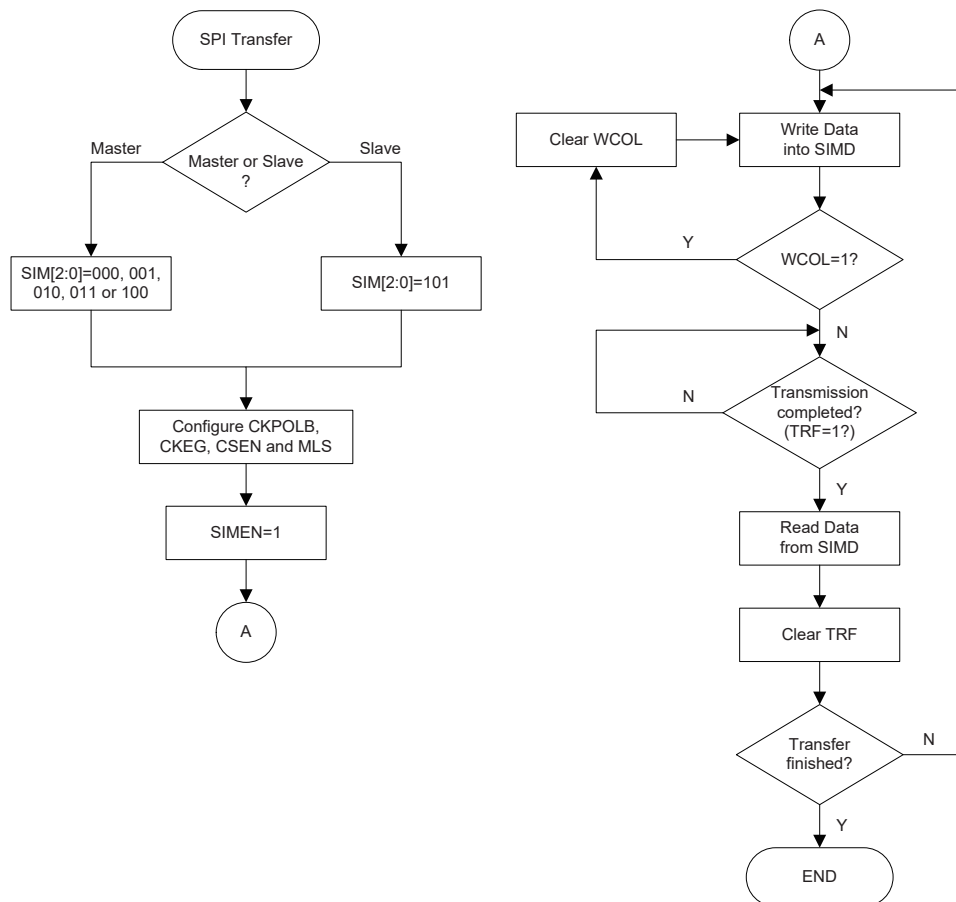 SPI Transfer
Master
Master or Slave
?
Slave
SIM[2:0]=000, 001,
010, 011 or 100
SIM[2:0]=101
Configure CKPOLB,
CKEG, CSEN and MLS
SIMEN=1
A
A
Clear WCOL
Write Data
into SIMD
Y
WCOL=1?
N
N
Transmission
completed?
(TRF=1?)
Y
Read Data
from SIMD
Clear TRF
Transfer
finished?
N
Y
END